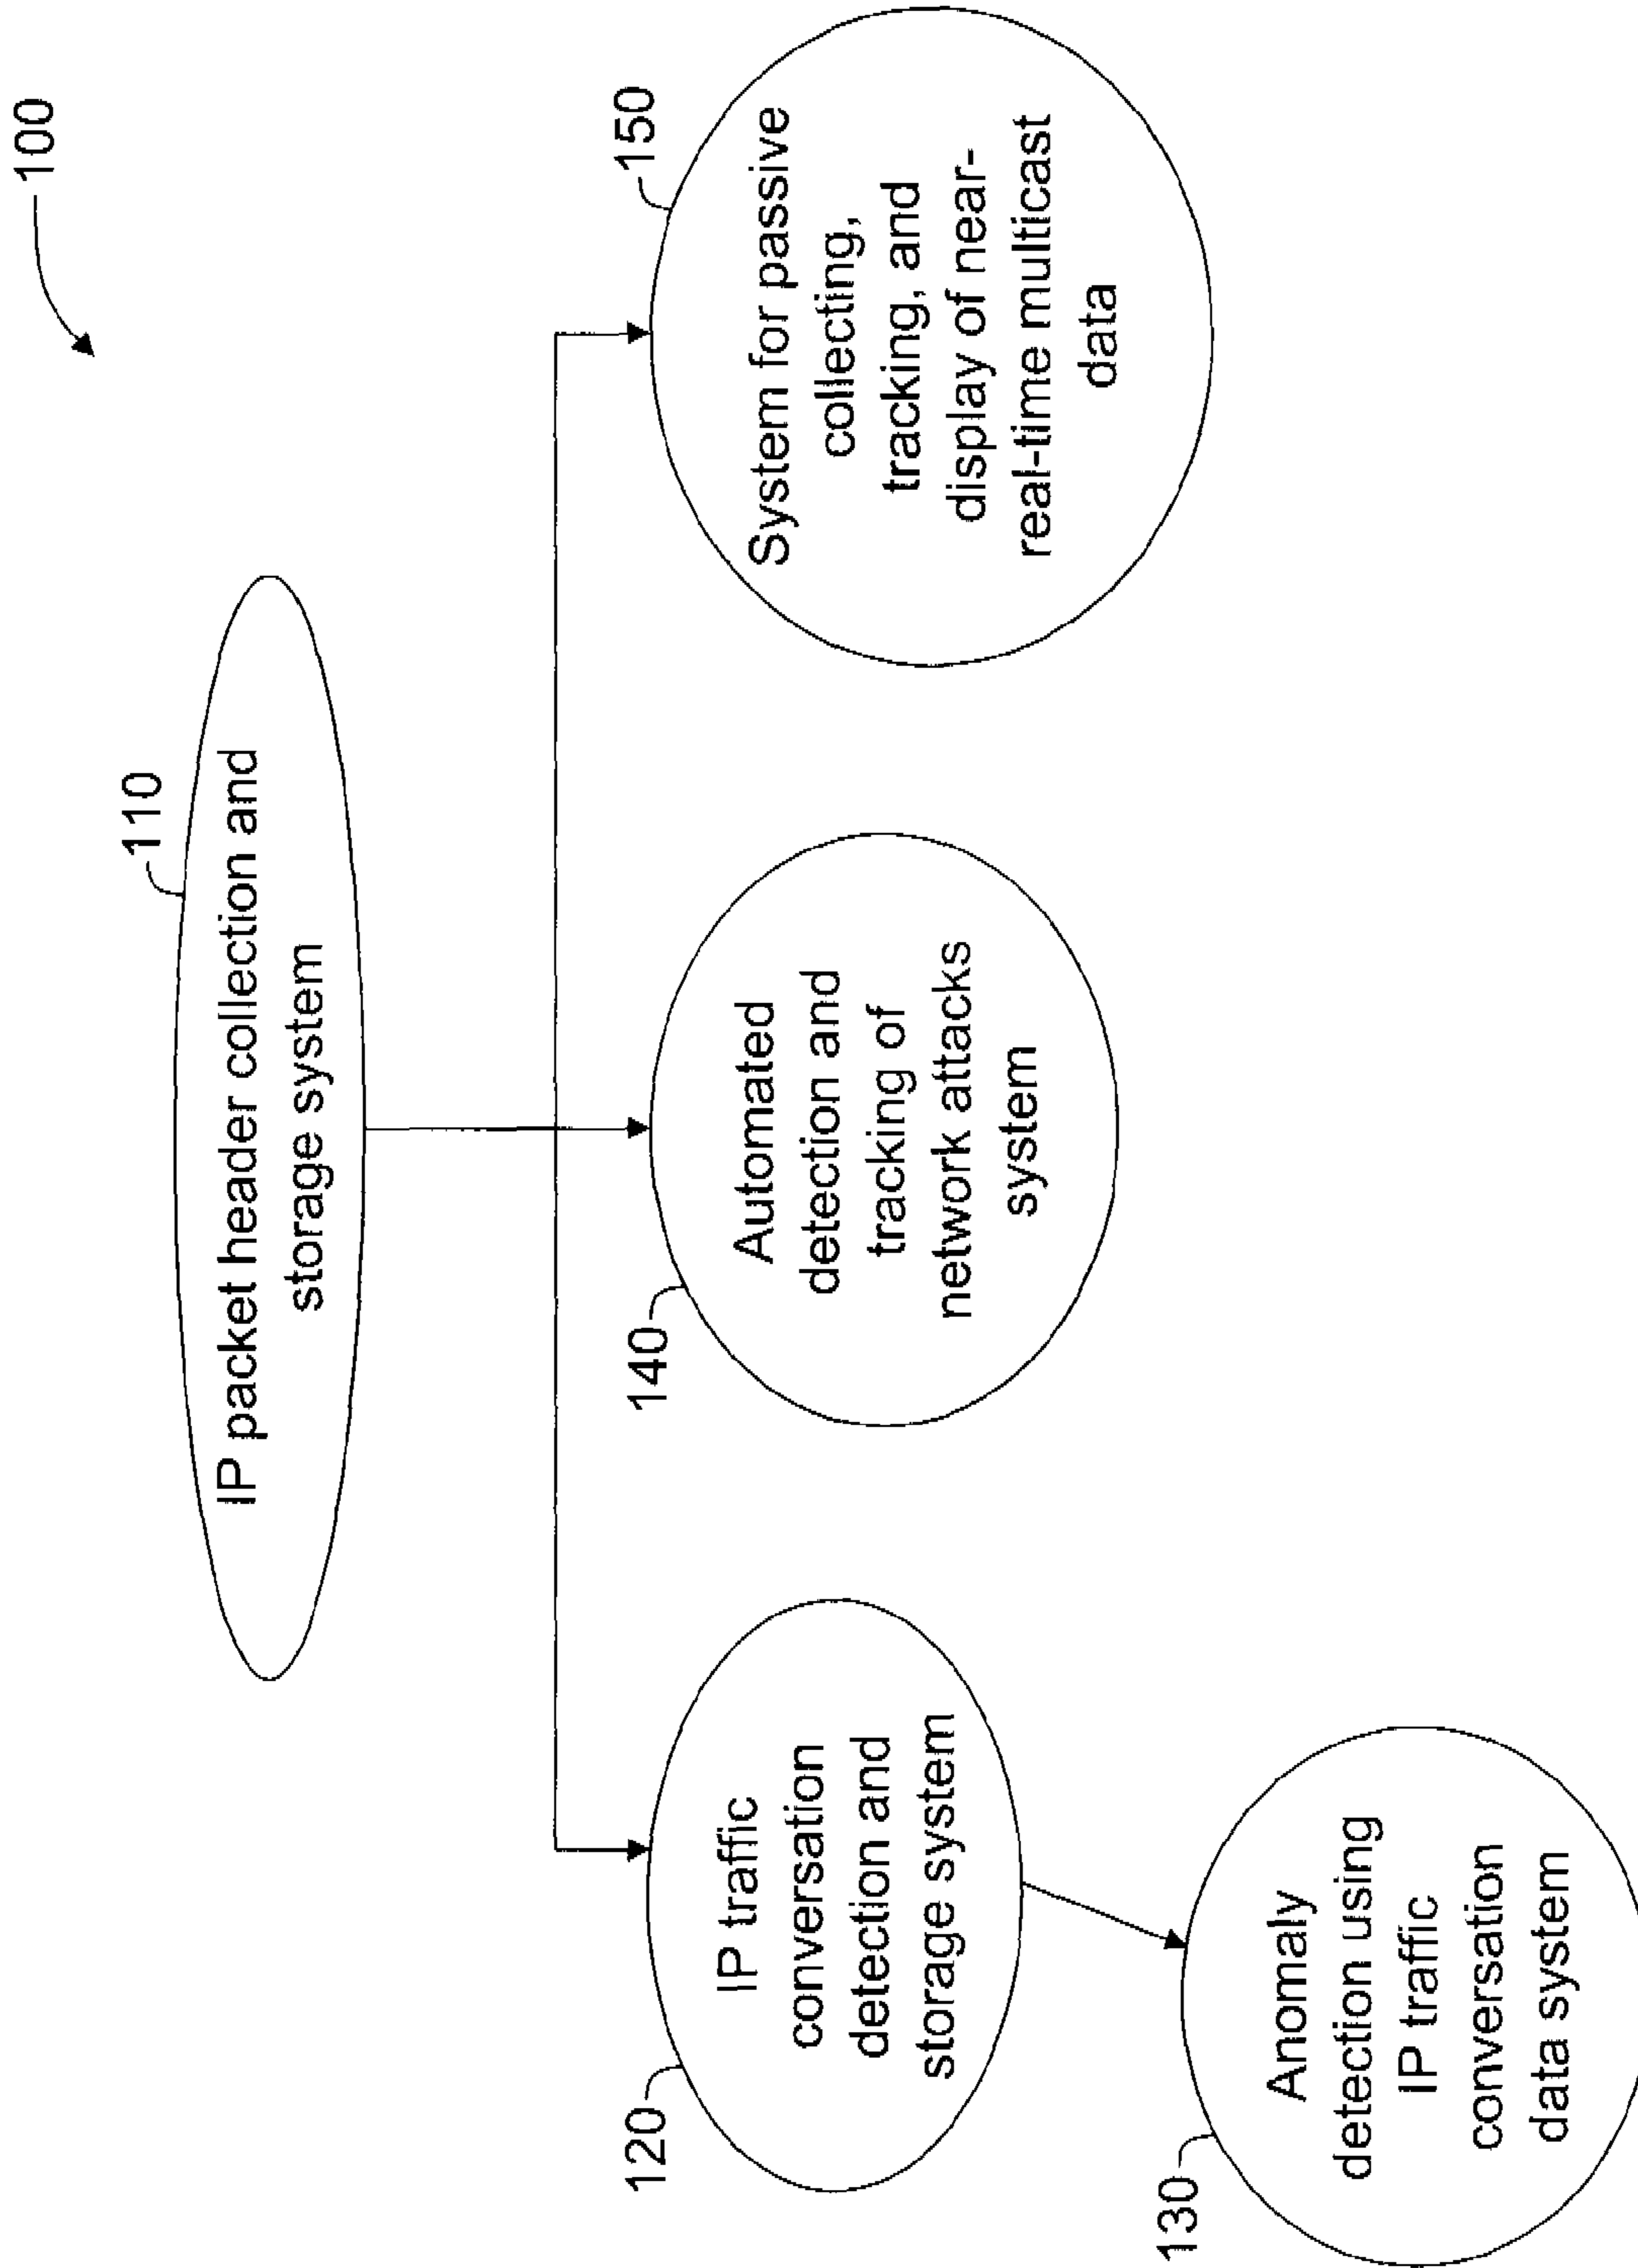 100
110
IP packet header collection and
storage system
120
IP traffic
conversation
detection and
storage system
140
Automated
detection and
tracking of
network attacks
system
150
System for passive
collecting,
tracking, and
display of near-
real-time multicast
data
130
Anomaly
detection using
IP traffic
conversation
data system